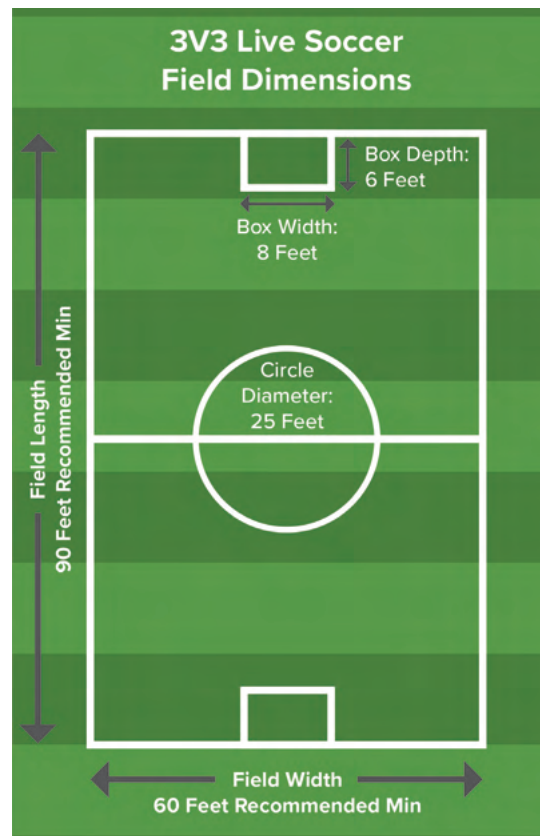 3V3 Live Soccer
Field Dimensions
Box Depth:
6 Feet
Box Width:
8 Feet
Circle
Diameter:
25 Feet
Field Length
90 Feet Recommended Min
Field Width
60 Feet Recommended Min